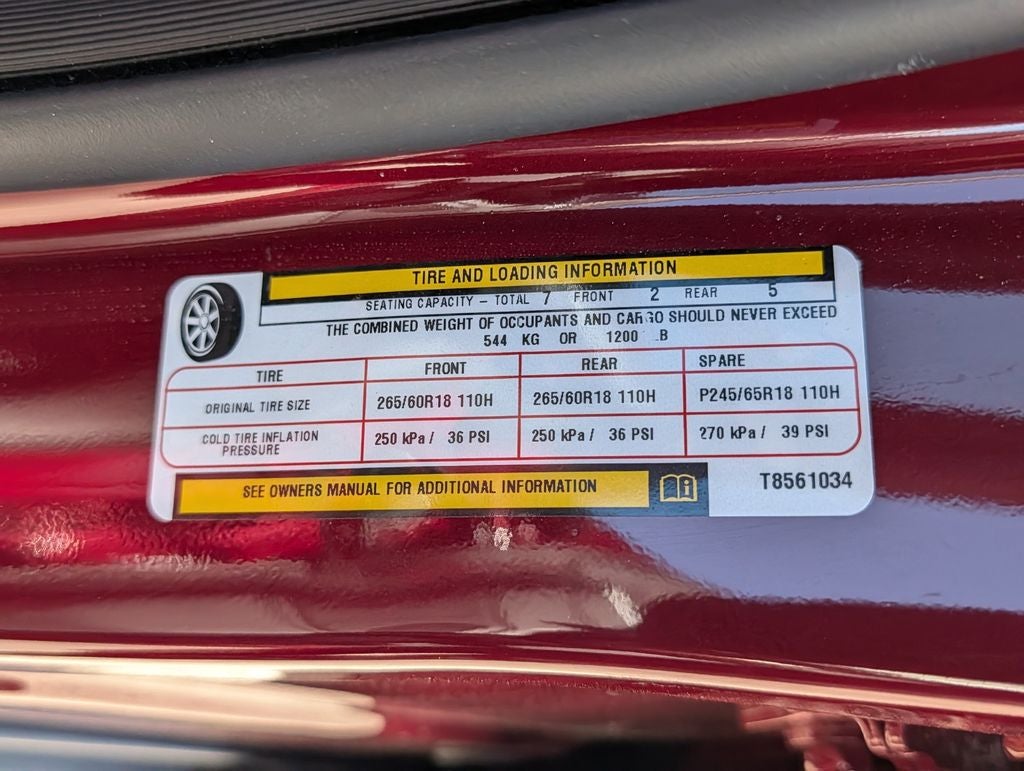 TIRE AND LOADING INFORMATION
SEATING CAPACITY – TOTAL 7 FRONT 2 REAR 5
THE COMBINED WEIGHT OF OCCUPANTS AND CARGO SHOULD NEVER EXCEED
544 KG OR 1200 LB
TIRE FRONT REAR SPARE
ORIGINAL TIRE SIZE 265/60R18 110H 265/60R18 110H P245/65R18 110H
COLD TIRE INFLATION PRESSURE 250 kPa / 36 PSI 250 kPa / 36 PSI 270 kPa / 39 PSI
SEE OWNERS MANUAL FOR ADDITIONAL INFORMATION
T8561034